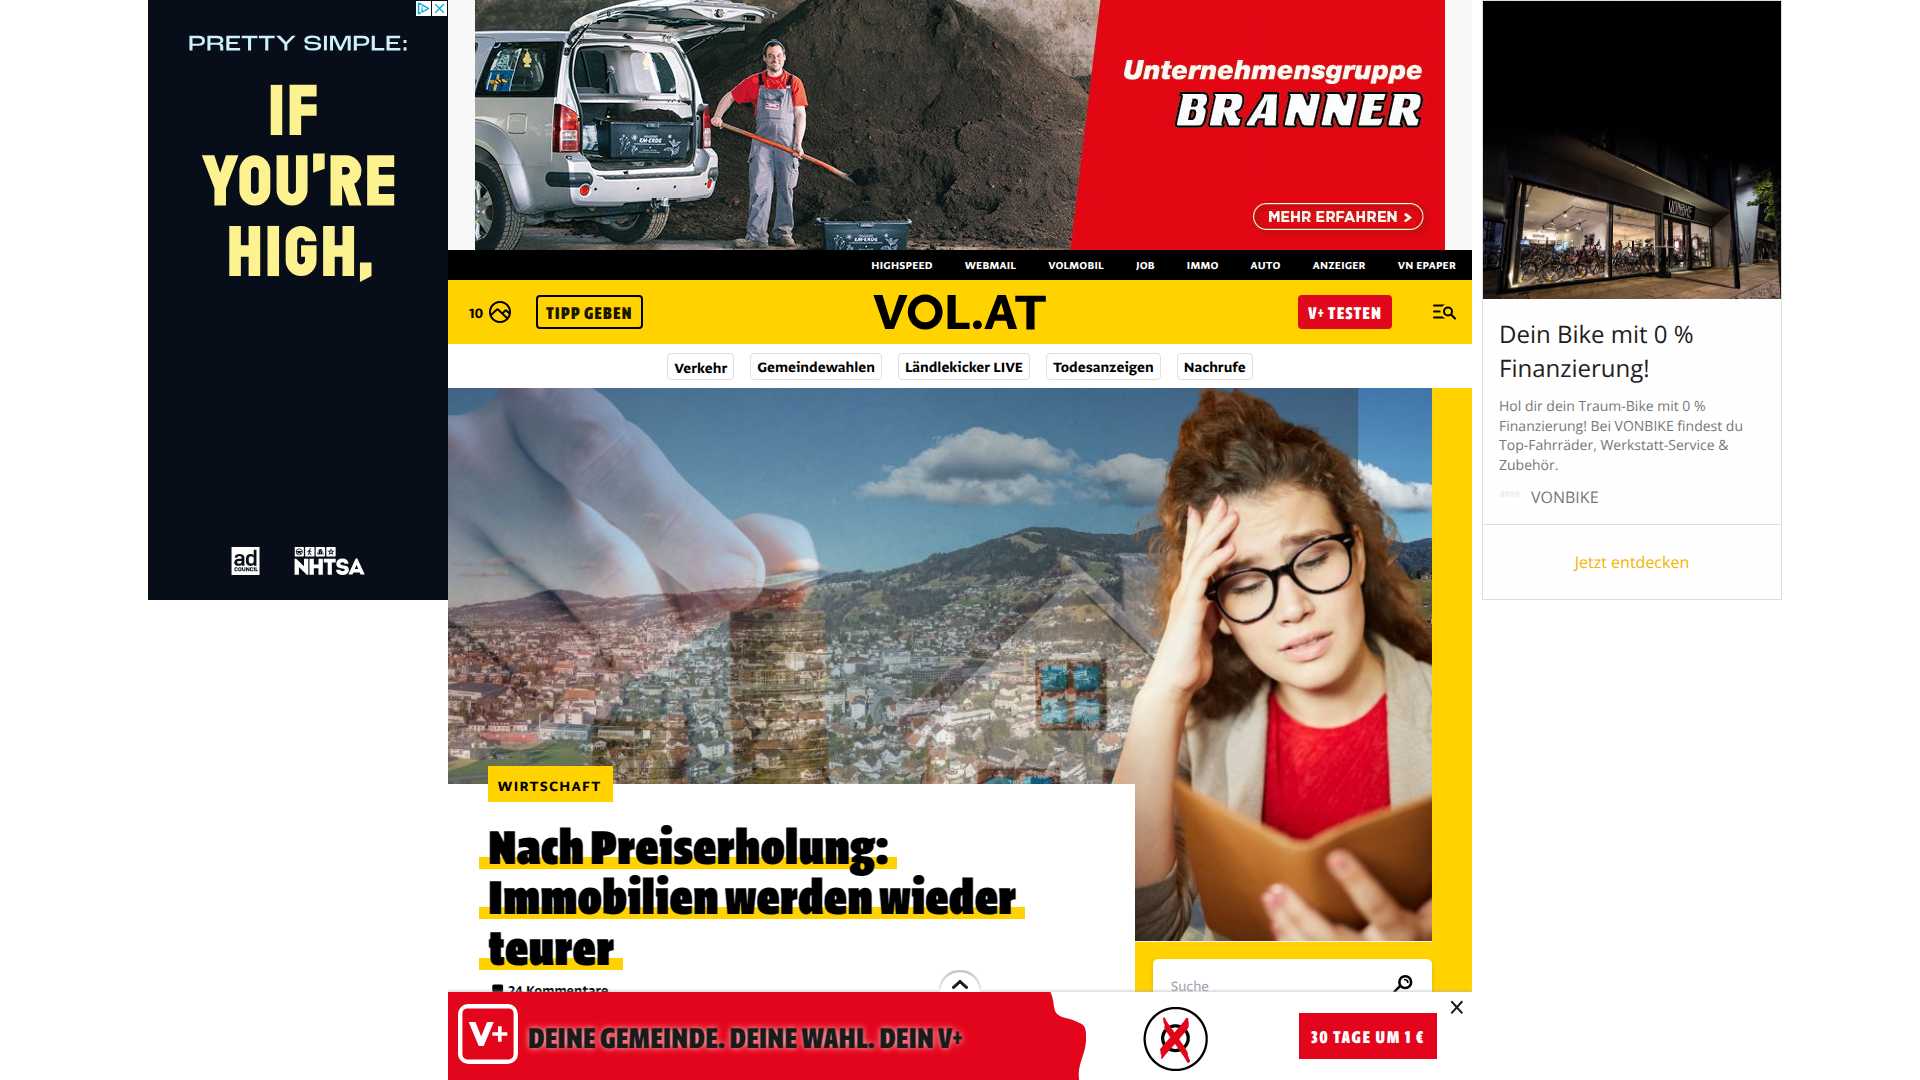 PRETTY SIMPLE:
IF
YOU'RE
HIGH,
ad
COUNCIL
NHTSA
Unternehmensgruppe
BRANNER
MEHR ERFAHREN >
HIGHSPEED WEBMAIL VOLMOBIL JOB IMMO AUTO ANZEIGER VN EPAPER
10 TIPP GEBEN VOL.AT V+ TESTEN
Verkehr Gemeindewahlen Ländlekicker LIVE Todesanzeigen Nachrufe
WIRTSCHAFT
Nach Preiserholung:
Immobilien werden wieder
teurer
24 Kommentare
Suche
V+ DEINE GEMEINDE. DEINE WAHL. DEIN V+
30 TAGE UM 1 €
VONBIKE
Dein Bike mit 0 %
Finanzierung!
Hol dir dein Traum-Bike mit 0 %
Finanzierung! Bei VONBIKE findest du
Top-Fahrräder, Werkstatt-Service &
Zubehör.
VONBIKE
Jetzt entdecken